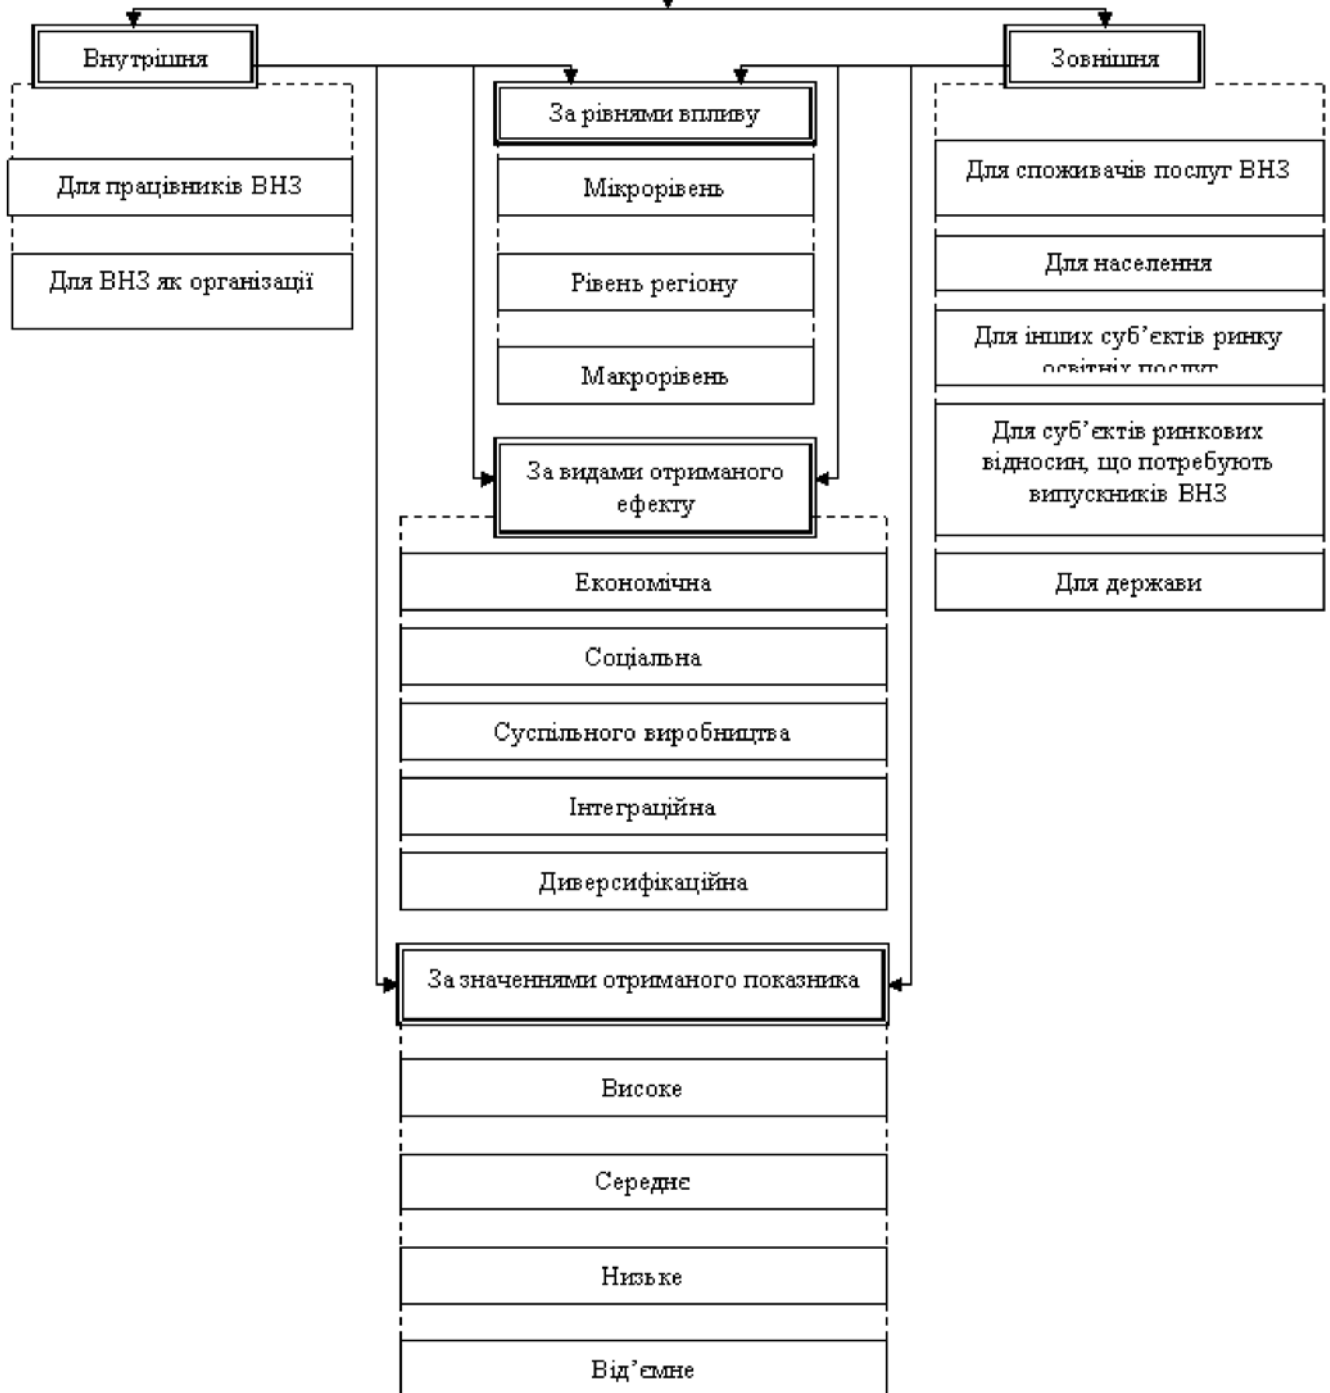 Внутрішня
Для працівників ВНЗ
Для ВНЗ як організації
За рівнями впливу
Мікрорівень
Рівень регіону
Макрорівень
За видами отриманого
ефекту
Економічна
Соціальна
Суспільного виробництва
Інтеграційна
Диверсифікаційна
За значеннями отриманого показника
Високе
Середнє
Низьке
Від’ємне
Зовнішня
Для споживачів послуг ВНЗ
Для населення
Для інших суб’єктів ринку
освітніх послуг
Для суб’єктів ринкових
відносин, що потребують
випускників ВНЗ
Для держави